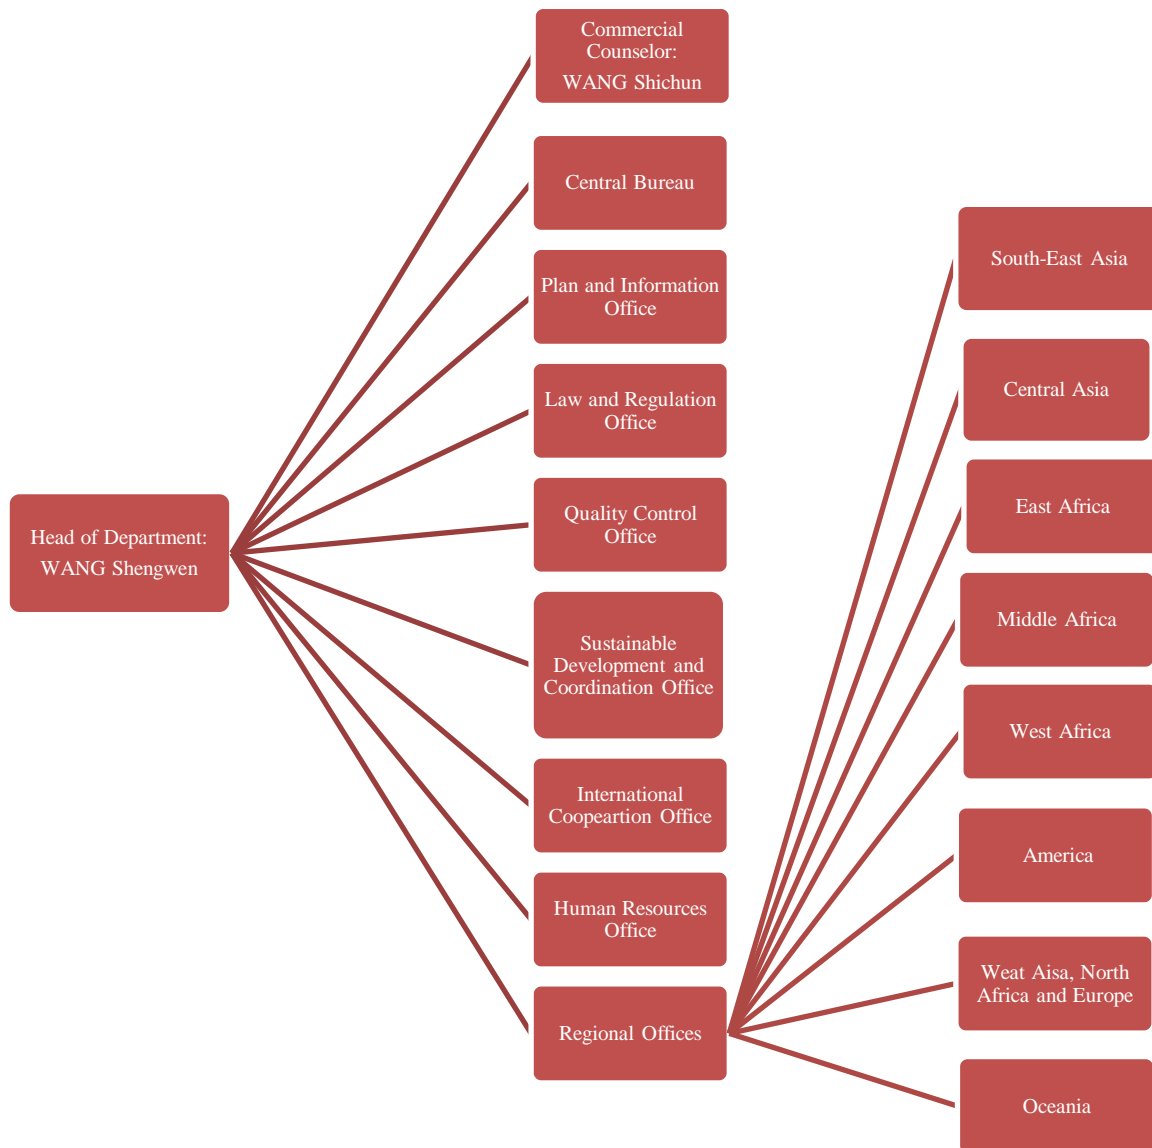 Commercial
Counselor:
WANG Shichun
Central Bureau
Plan and Information
Office
Law and Regulation
Office
Head of Department:
WANG Shengwen
Quality Control
Office
Sustainable
Development and
Coordination Office
International
Coopeartion Office
Human Resources
Office
Regional Offices
South-East Asia
Central Asia
East Africa
Middle Africa
West Africa
America
Weat Aisa, North
Africa and Europe
Oceania